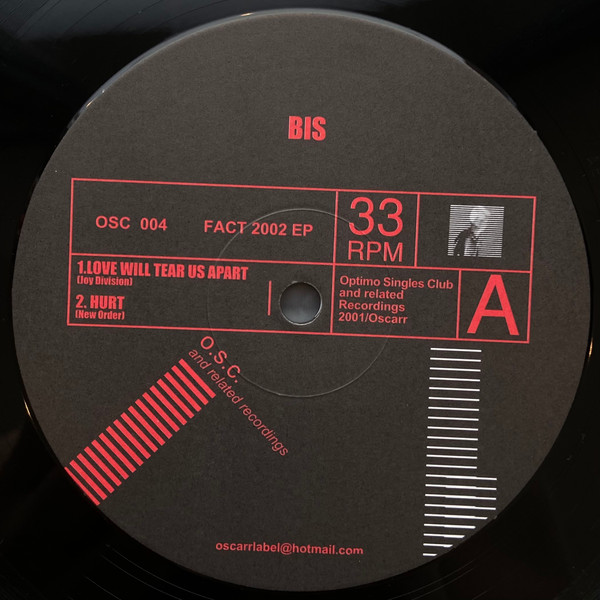 BIS
OSC 004 FACT 2002 EP
33
RPM
1.LOVE WILL TEAR US APART
(Joy Division)
2. HURT
(New Order)
Optimo Singles Club
and related
Recordings
2001/Oscarr
A
O.S.C.
and related recordings
oscarrlabel@hotmail.com